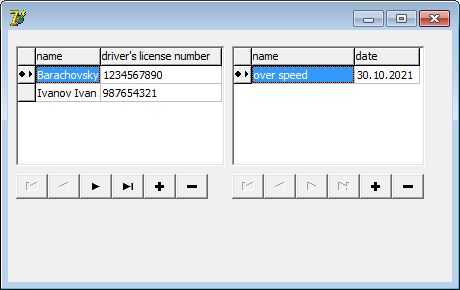 name driver's license number
Barachovsky 1234567890
Ivanov Ivan 987654321
name date
over speed 30.10.2021